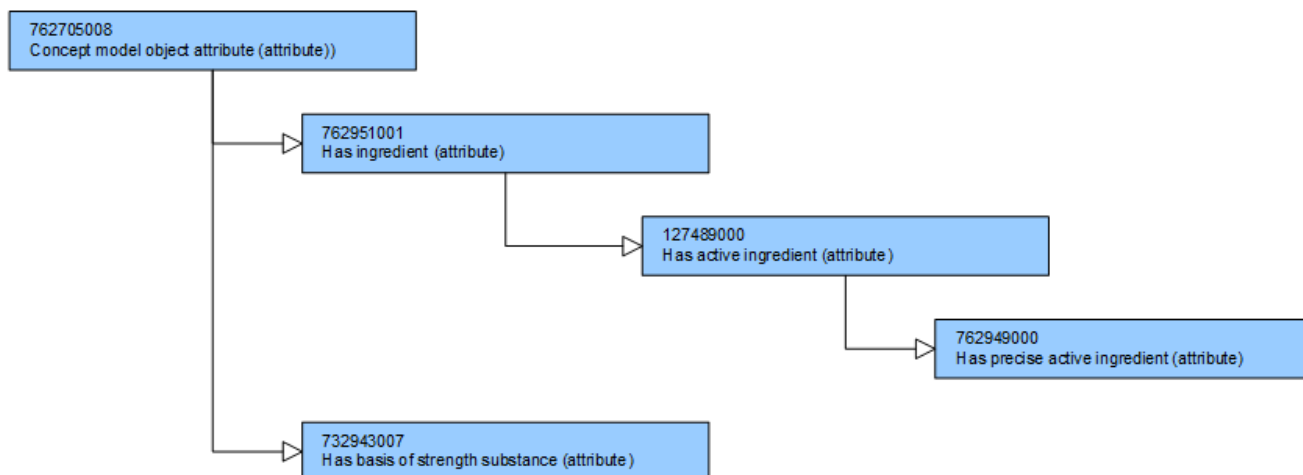 762705008
Concept model object attribute (attribute))
762951001
Has ingredient (attribute)
127489000
Has active ingredient (attribute)
762949000
Has precise active ingredient (attribute)
732943007
Has basis of strength substance (attribute)